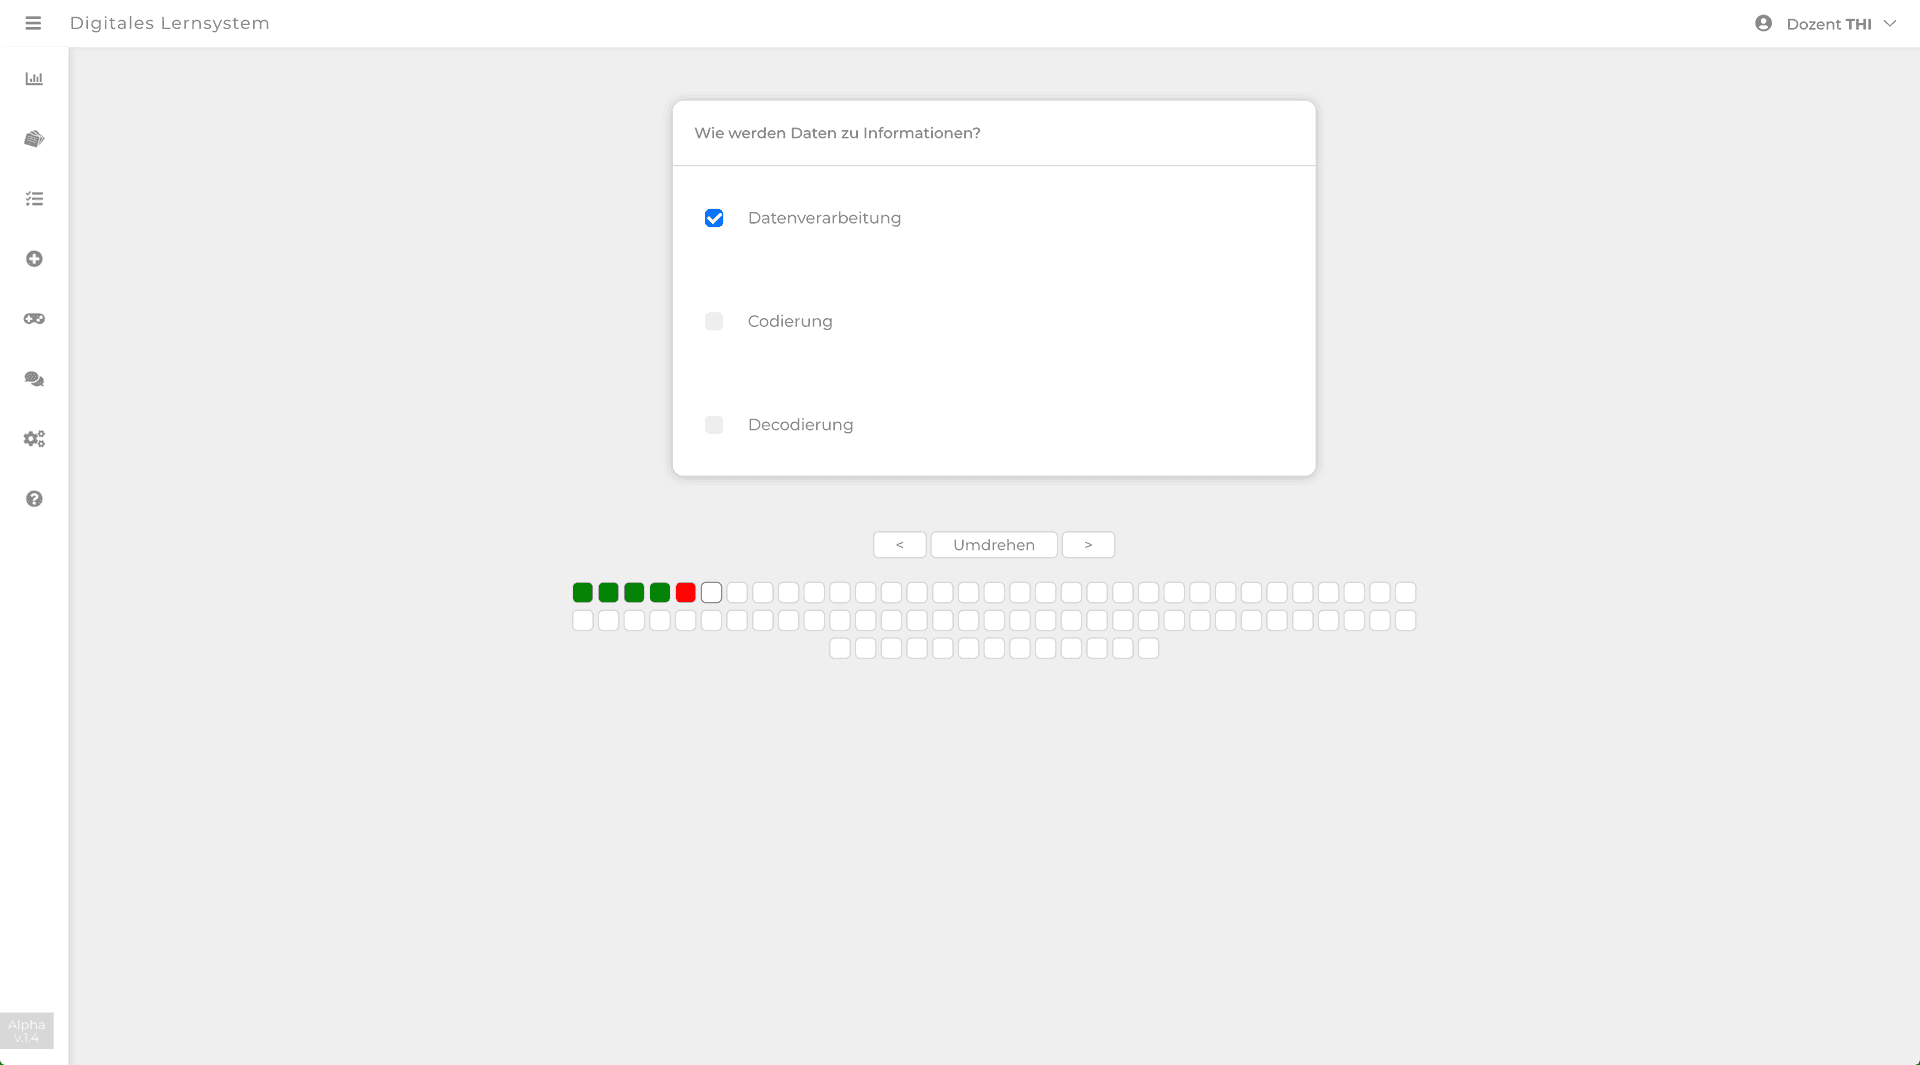 Digitales Lernsystem
Dozent THI
Wie werden Daten zu Informationen?
Datenverarbeitung
Codierung
Decodierung
< Umdrehen >
Alpha
v.1.4